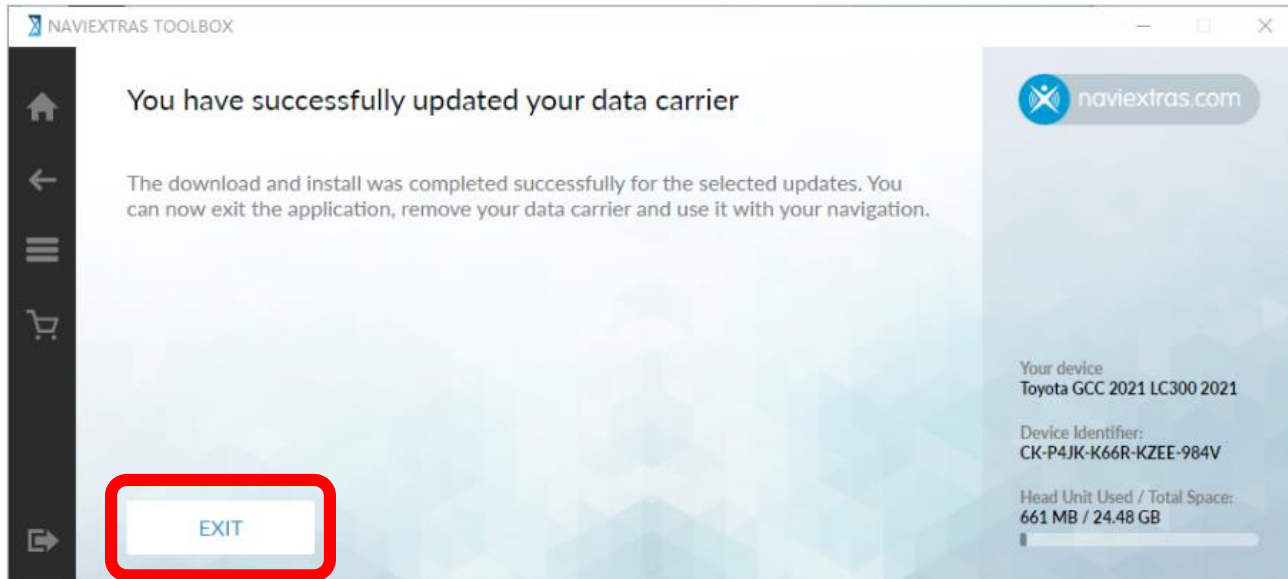 NAVIEXTRAS TOOLBOX
You have successfully updated your data carrier
naviextras.com
The download and install was completed successfully for the selected updates. You
can now exit the application, remove your data carrier and use it with your navigation.
Your device
Toyota GCC 2021 LC300 2021
Device Identifier:
CK-P4JK-K66R-KZEE-984V
Head Unit Used / Total Space:
661 MB / 24.48 GB
EXIT